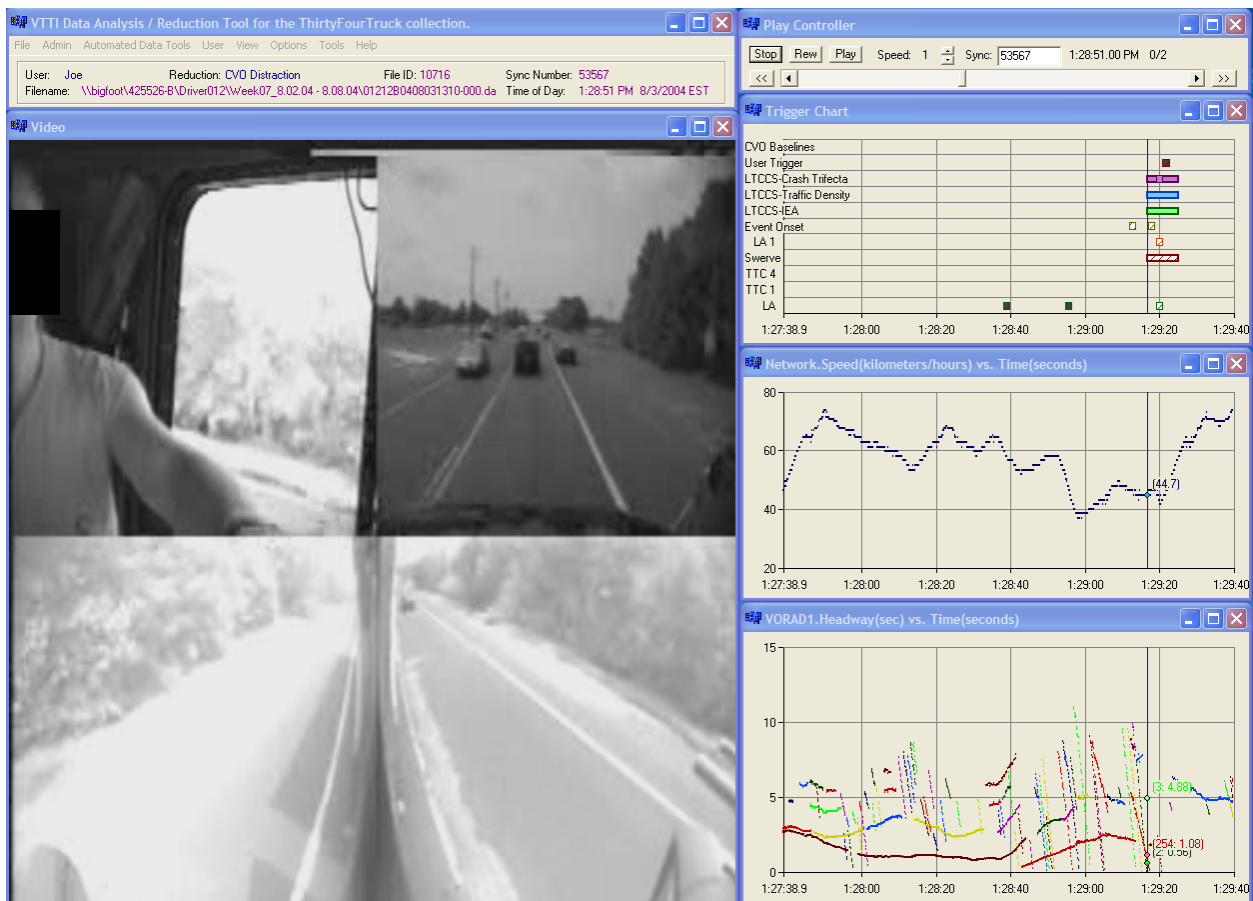 VTTI Data Analysis / Reduction Tool for the ThirtyFourTruck collection.
File Admin Automated Data Tools User View Options Tools Help
User: Joe Reduction: CVO Distraction File ID: 10716 Sync Number: 53567
Filename: \\bigfoot\425526-B\Driver012\Week07_8.02.04 - 8.08.04\01212B0408031310-000.da Time of Day: 1:28:51 PM 8/3/2004 EST
Video
Play Controller
Stop Rew Play Speed: 1 Sync: 53567 1:28:51.00 PM 0/2
<< >>
Trigger Chart
CVO Baselines
User Trigger
LTCCS-Crash Trifecta
LTCCS-Traffic Density
LTCCS-IEA
Event Onset
LA 1
Swerve
TTC 4
TTC 1
LA
1:27:38.9 1:28:00 1:28:20 1:28:40 1:29:00 1:29:20 1:29:40
Network.Speed(kilometers/hours) vs. Time(seconds)
80
60
(44.7)
40
20
1:27:38.9 1:28:00 1:28:20 1:28:40 1:29:00 1:29:20 1:29:40
VORAD1.Headway(sec) vs. Time(seconds)
15
10
5
(3: 4.88)
(254: 1.08)
(2: 0.56)
0
1:27:38.9 1:28:00 1:28:20 1:28:40 1:29:00 1:29:20 1:29:40